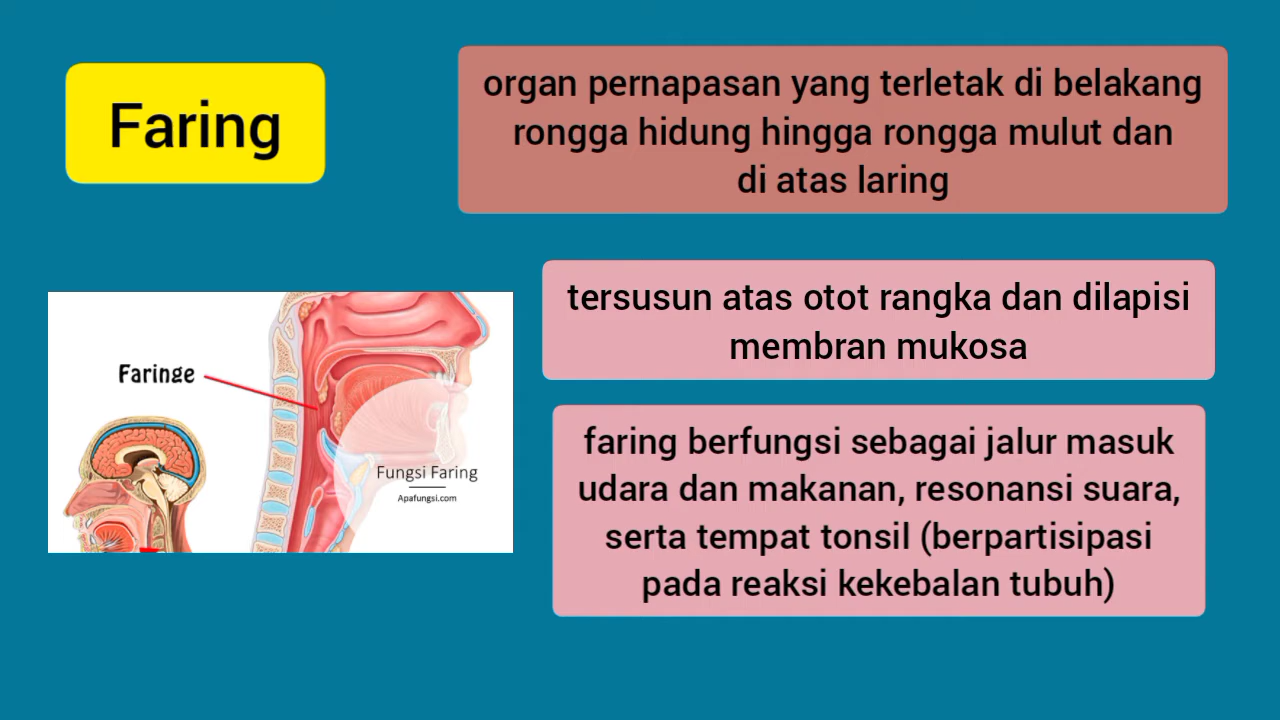 Faring
organ pernapasan yang terletak di belakang
rongga hidung hingga rongga mulut dan
di atas laring
tersusun atas otot rangka dan dilapisi
membran mukosa
Faringe
Fungsi Faring
Apafungsi.com
faring berfungsi sebagai jalur masuk
udara dan makanan, resonansi suara,
serta tempat tonsil (berpartisipasi
pada reaksi kekebalan tubuh)